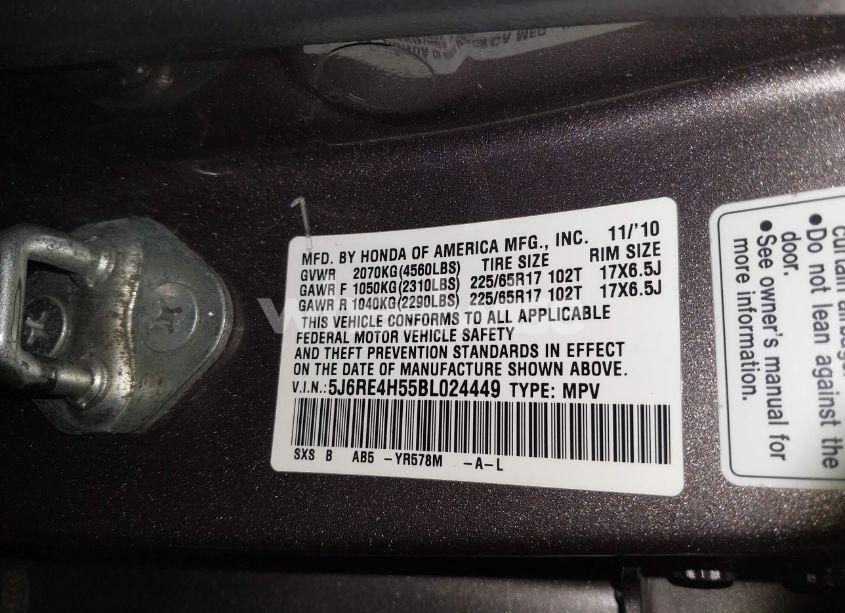 MFD. BY HONDA OF AMERICA MFG., INC. 11/'10
GVWR 2070KG(4560LBS) TIRE SIZE RIM SIZE
GAWR F 1050KG(2310LBS) 225/65R17 102T 17X6.5J
GAWR R 1040KG(2290LBS) 225/65R17 102T 17X6.5J
THIS VEHICLE CONFORMS TO ALL APPLICABLE
FEDERAL MOTOR VEHICLE SAFETY
AND THEFT PREVENTION STANDARDS IN EFFECT
ON THE DATE OF MANUFACTURE SHOWN ABOVE.
V.I.N.: 5J6RE4H55BL024449 TYPE: MPV
SXS B AB5 -YR578M -A-L
curtain airbag
•Do not lean against the
door.
•See owner's manual for
more information.